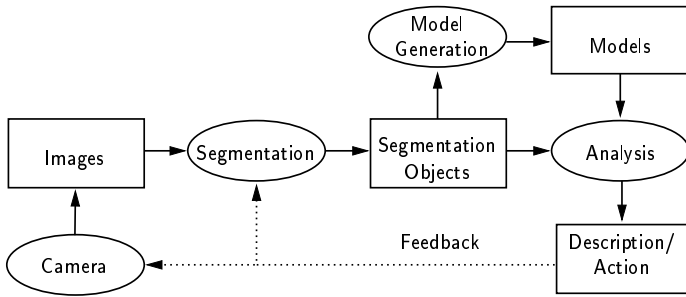 Model
Generation
Models
Images
Segmentation
Segmentation
Objects
Analysis
Feedback
Description/
Action
Camera